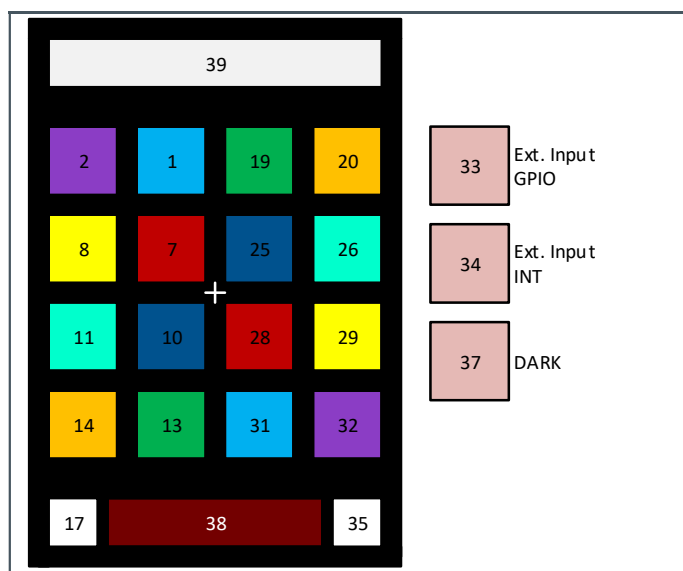 39
2 1 19 20
33 Ext. Input
GPIO
8 7 25 26
34 Ext. Input
INT
11 10 28 29
37 DARK
14 13 31 32
17 38 35